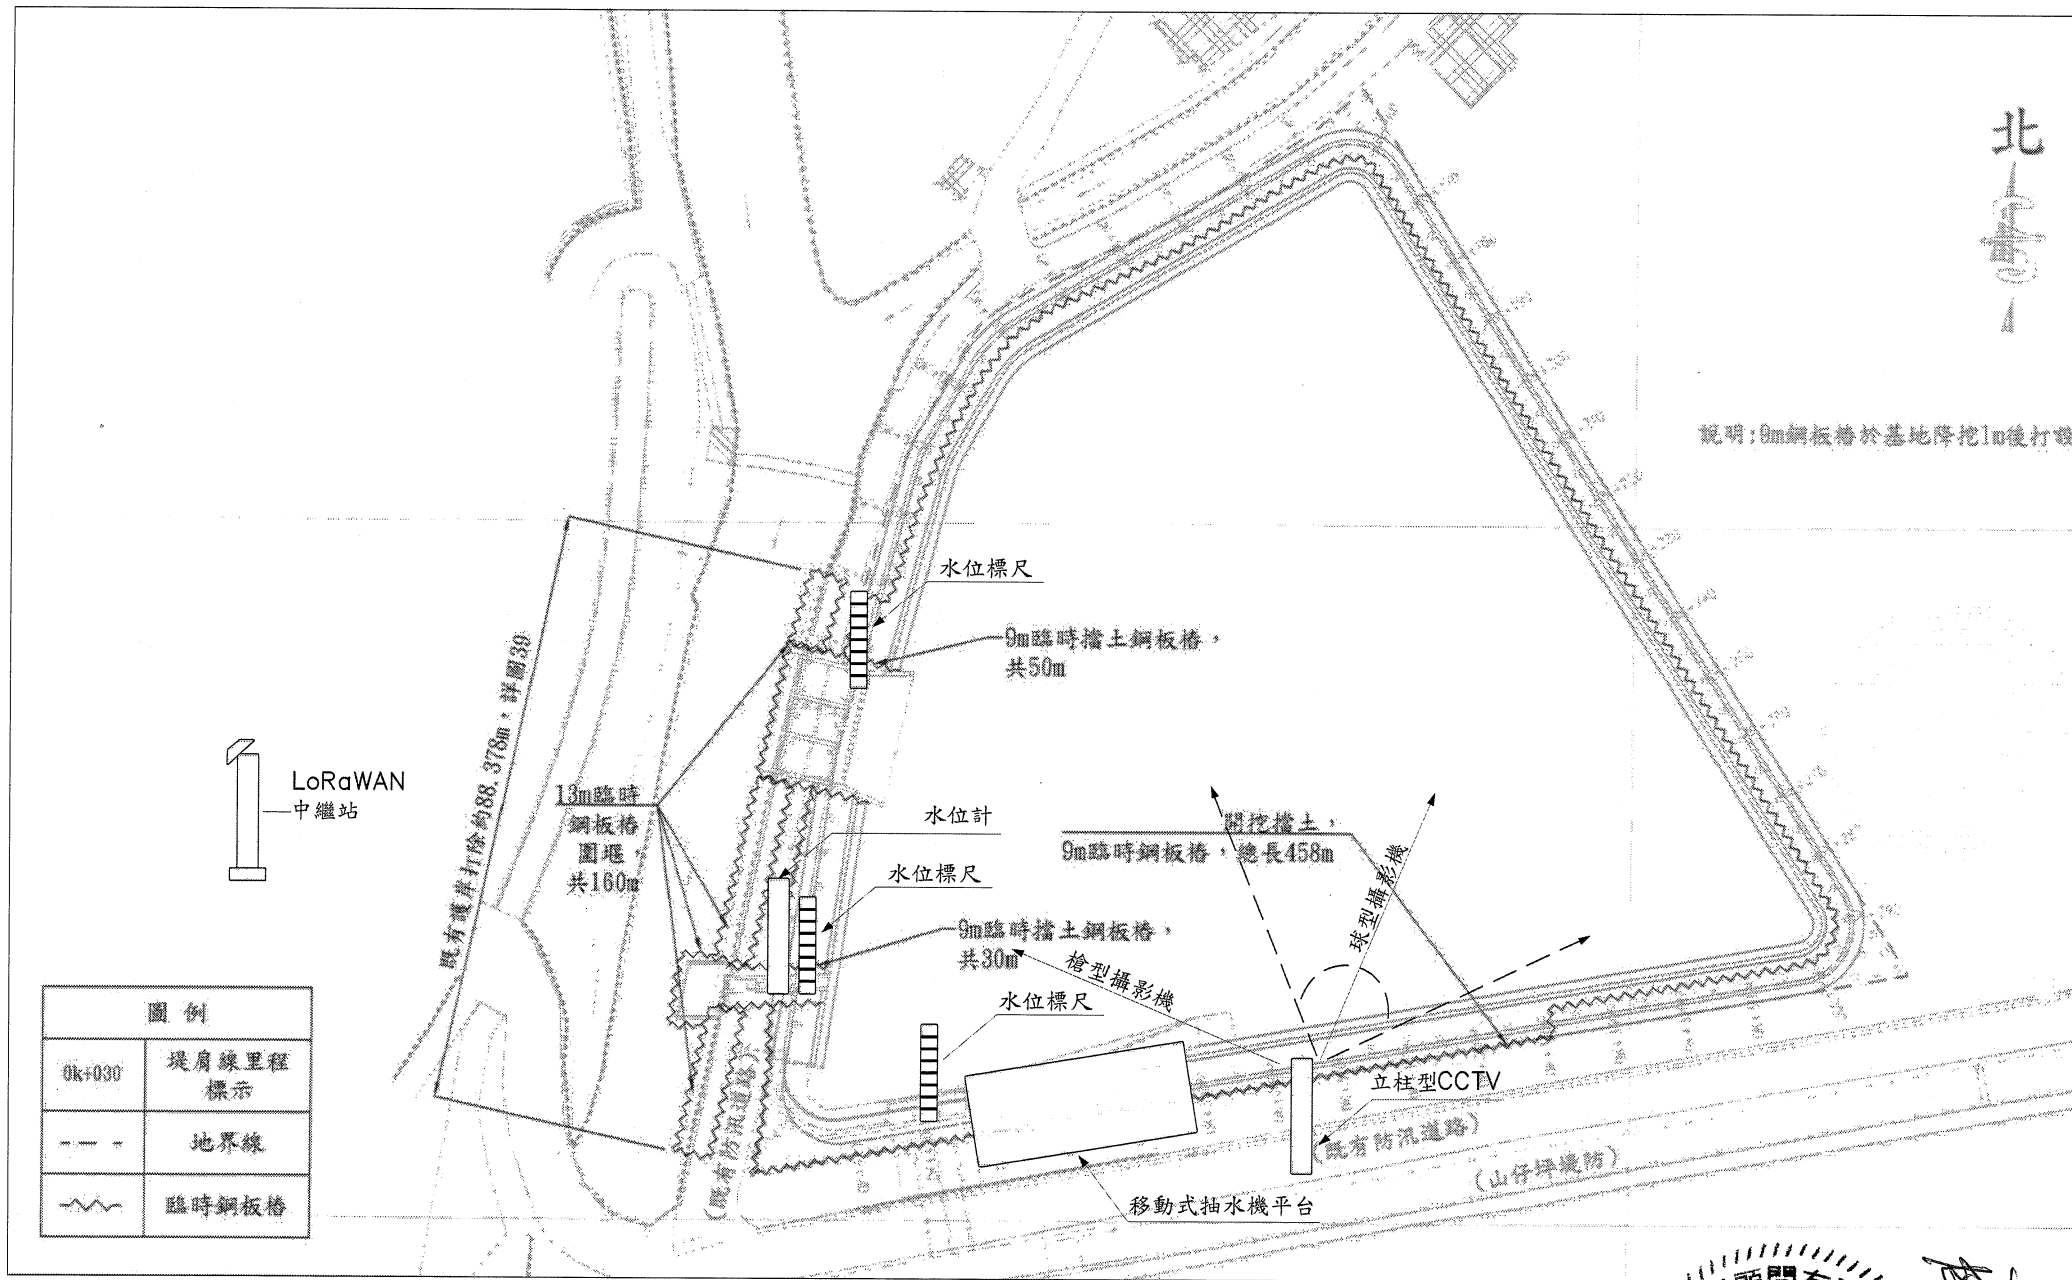 北
說明:9m鋼板樁於基地降挖1m後打設
水位標尺
9m臨時擋土鋼板樁，
共50m
既有護岸打除約88.378m，詳圖39
LoRaWAN
中繼站
13m臨時
鋼板樁
圍堰，
共160m
水位計
水位標尺
開挖擋土，
9m臨時鋼板樁，總長458m
球型攝影機
9m臨時擋土鋼板樁，
共30m
槍型攝影機
水位標尺
立柱型CCTV
(既有防汛道路)
(既有防汛道路)
(山仔坪堤防)
移動式抽水機平台
圖例
0k+030
堤肩線里程
標示
地界線
臨時鋼板樁